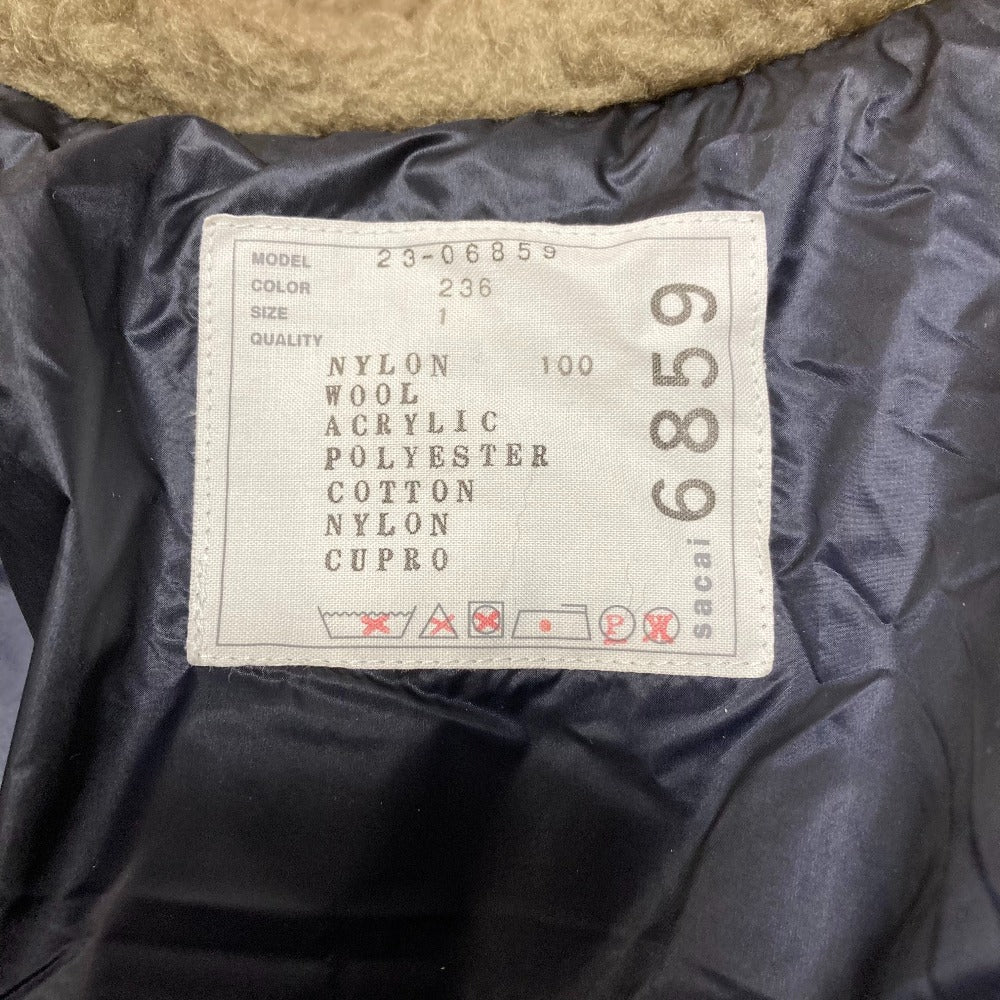 MODEL 23-06859
COLOR 236
SIZE 1
QUALITY
NYLON 100
WOOL
ACRYLIC
POLYESTER
COTTON
NYLON
CUPRO
P W
sacai 6859